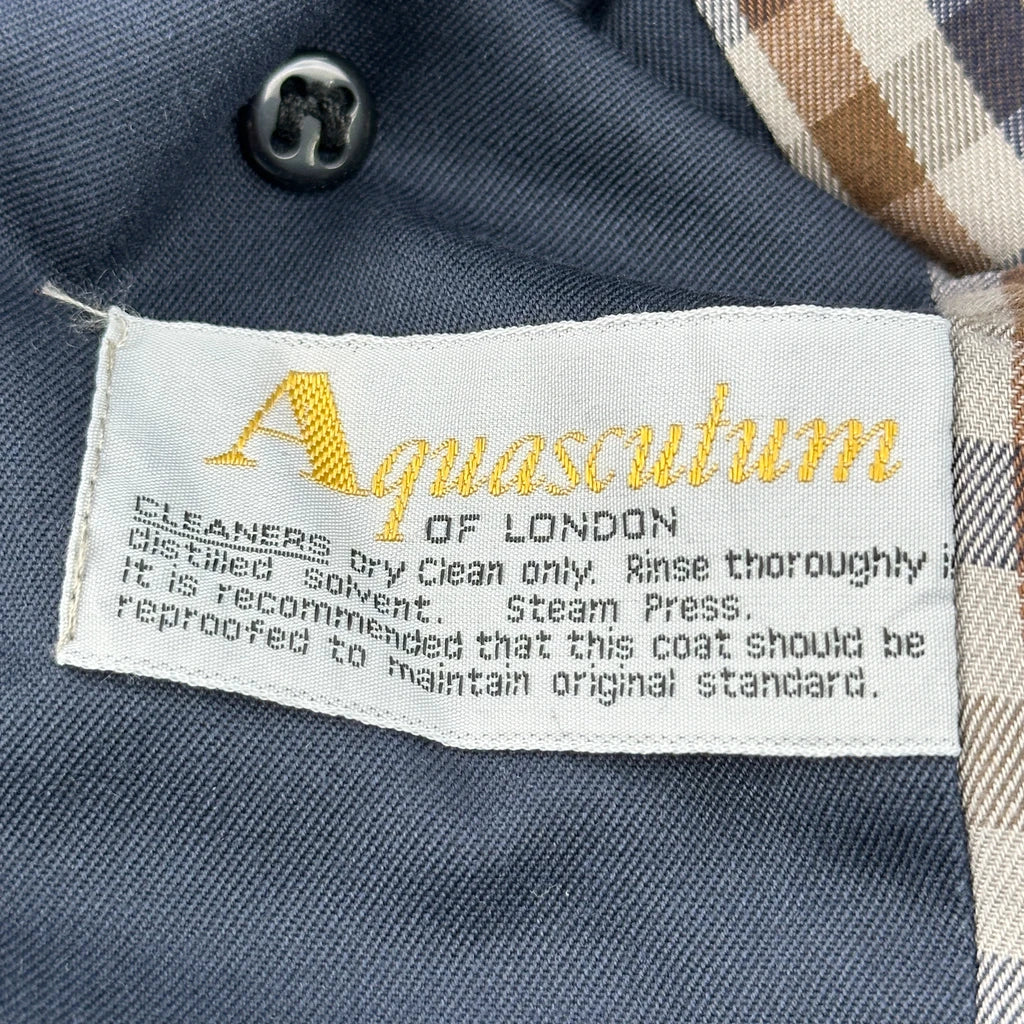 Aquascutum
OF LONDON
CLEANERS Dry Clean only. Rinse thoroughly
distilled solvent. Steam Press.
It is recommended that this coat should be
reproofed to maintain original standard.